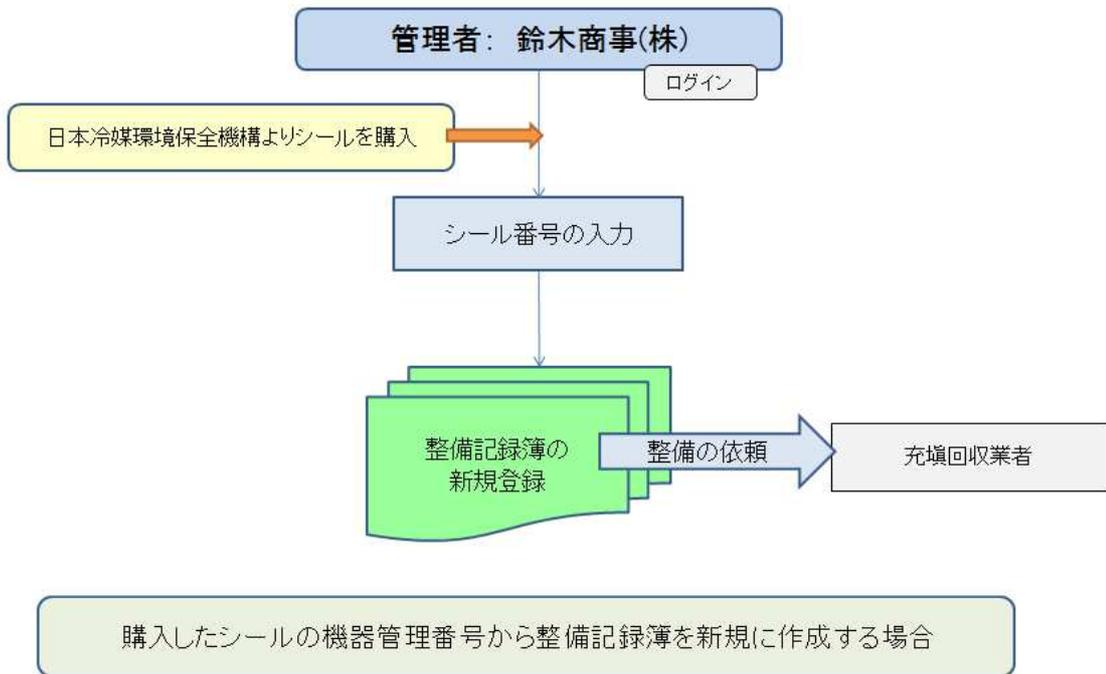 管理者： 鈴木商事(株)
ログイン
日本冷媒環境保全機構よりシールを購入
シール番号の入力
整備記録簿の
新規登録
整備の依頼
充塡回収業者
購入したシールの機器管理番号から整備記録簿を新規に作成する場合